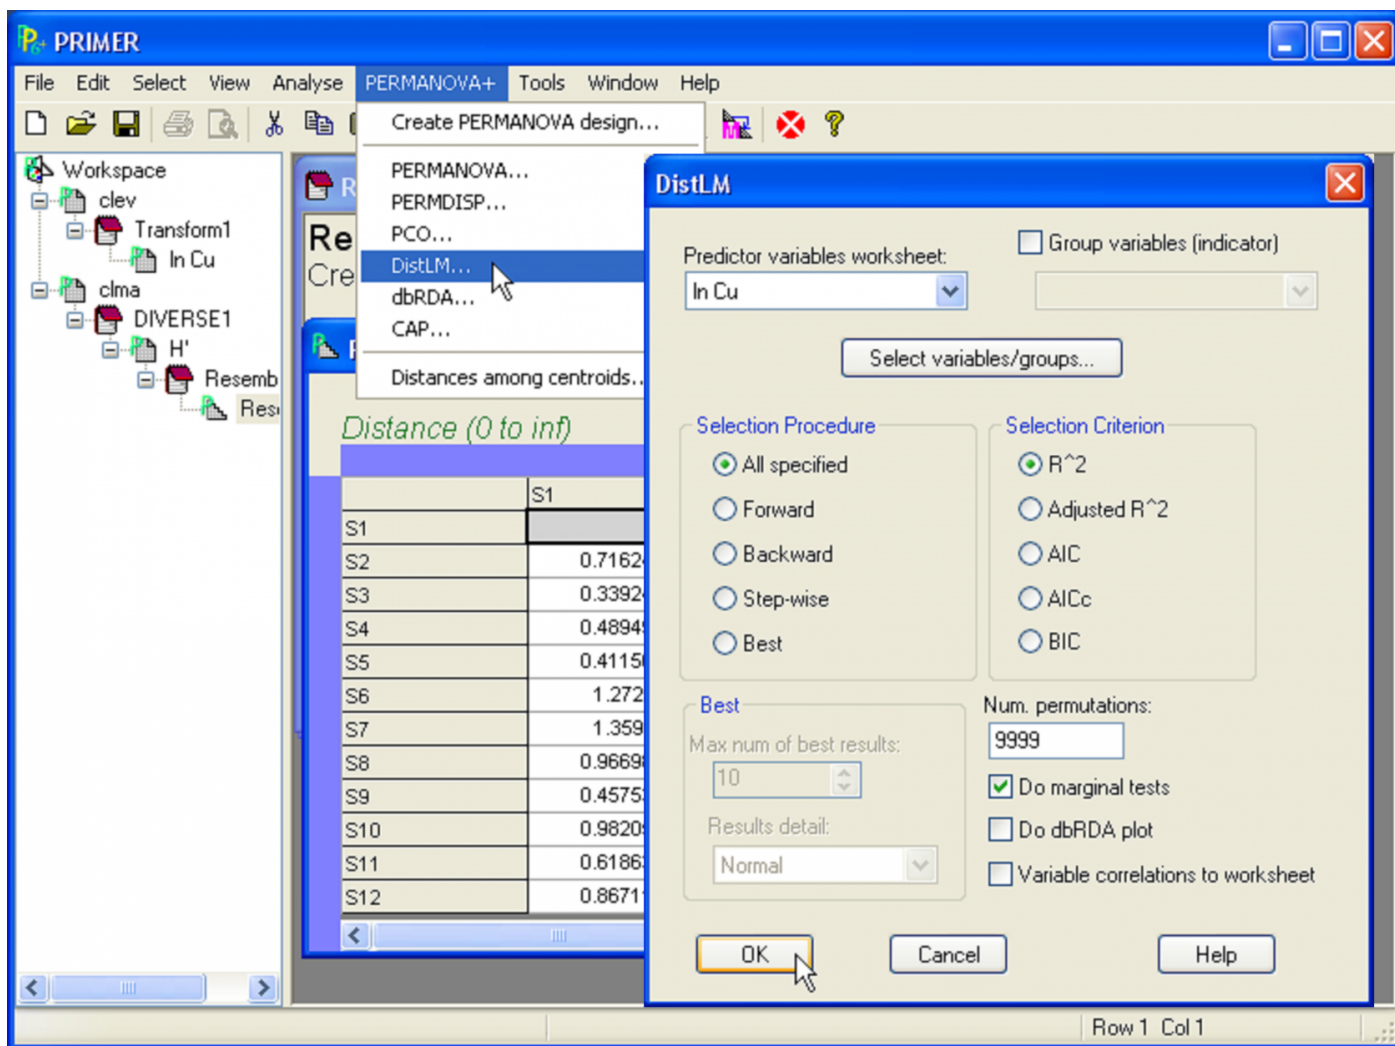 PRIMER
File Edit Select View Analyse PERMANOVA+ Tools Window Help
Workspace
clev
Transform1
ln Cu
clma
DIVERSE1
H'
Resemb
Res
Create PERMANOVA design...
PERMANOVA...
PERMDISP...
PCO...
DistLM...
dbRDA...
CAP...
Distances among centroids..
R
Re
Cre
Distance (0 to inf)
S1
S1
S2 0.7162
S3 0.3392
S4 0.4894
S5 0.4115
S6 1.272
S7 1.359
S8 0.9669
S9 0.4575
S10 0.9820
S11 0.6186
S12 0.8671
DistLM
Predictor variables worksheet:
ln Cu
Group variables (indicator)
Select variables/groups...
Selection Procedure
All specified
Forward
Backward
Step-wise
Best
Selection Criterion
R^2
Adjusted R^2
AIC
AICc
BIC
Best
Max num of best results:
10
Results detail:
Normal
Num. permutations:
9999
Do marginal tests
Do dbRDA plot
Variable correlations to worksheet
OK Cancel Help
Row 1 Col 1